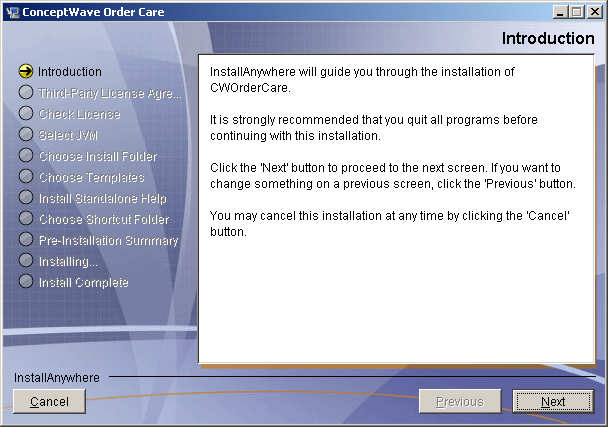 ConceptWave Order Care
Introduction
Introduction
Third-Party License Agre...
Check License
Select JVM
Choose Install Folder
Choose Templates
Install Standalone Help
Choose Shortcut Folder
Pre-Installation Summary
Installing...
Install Complete
InstallAnywhere will guide you through the installation of
CWOrderCare.
It is strongly recommended that you quit all programs before
continuing with this installation.
Click the 'Next' button to proceed to the next screen. If you want to
change something on a previous screen, click the 'Previous' button.
You may cancel this installation at any time by clicking the 'Cancel'
button.
InstallAnywhere
Cancel
Previous
Next